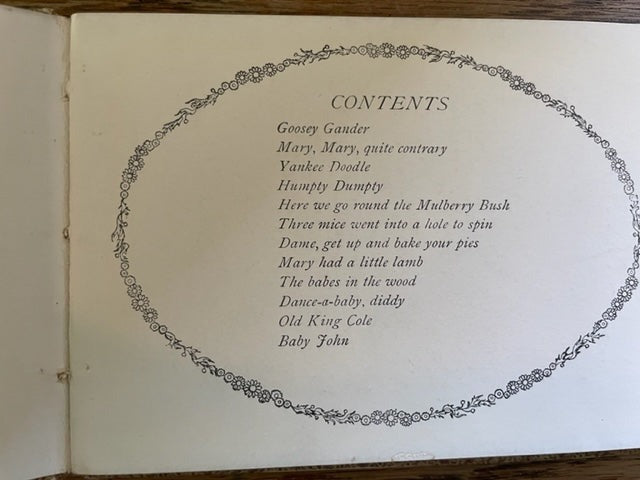 CONTENTS
Goosey Gander
Mary, Mary, quite contrary
Yankee Doodle
Humpty Dumpty
Here we go round the Mulberry Bush
Three mice went into a hole to spin
Dame, get up and bake your pies
Mary had a little lamb
The babes in the wood
Dance-a-baby, diddy
Old King Cole
Baby John